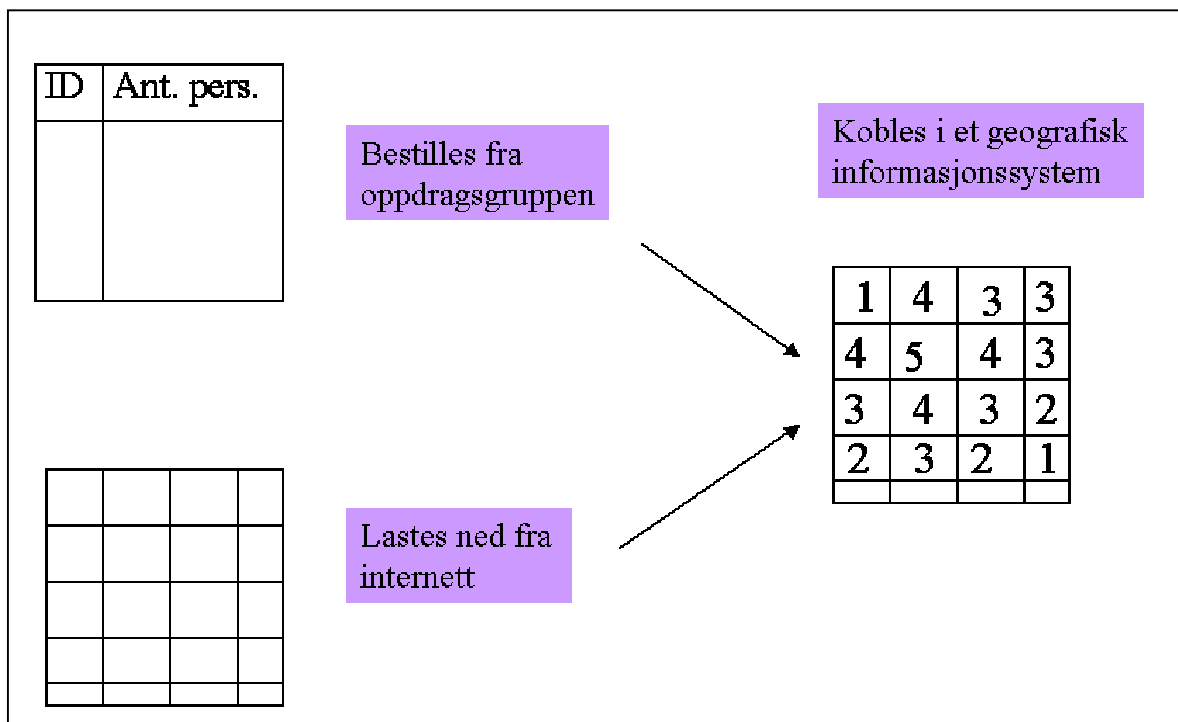 ID Ant. pers.
Bestilles fra
oppdragsgruppen
Kobles i et geografisk
informasjonssystem
1 4 3 3
4 5 4 3
3 4 3 2
2 3 2 1
Lastes ned fra
internett